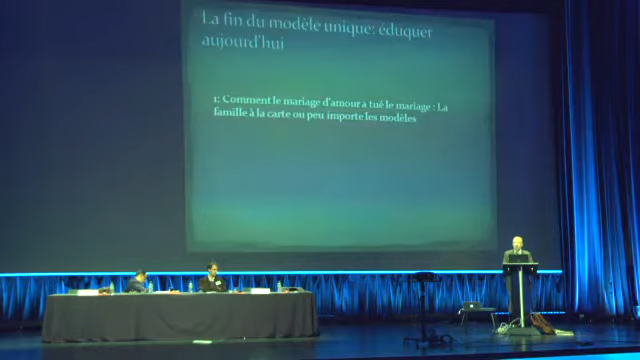 La fin du modèle unique: éduquer
aujourd'hui
1: Comment le mariage d'amour a tué le mariage : La
famille à la carte ou peu importe les modèles